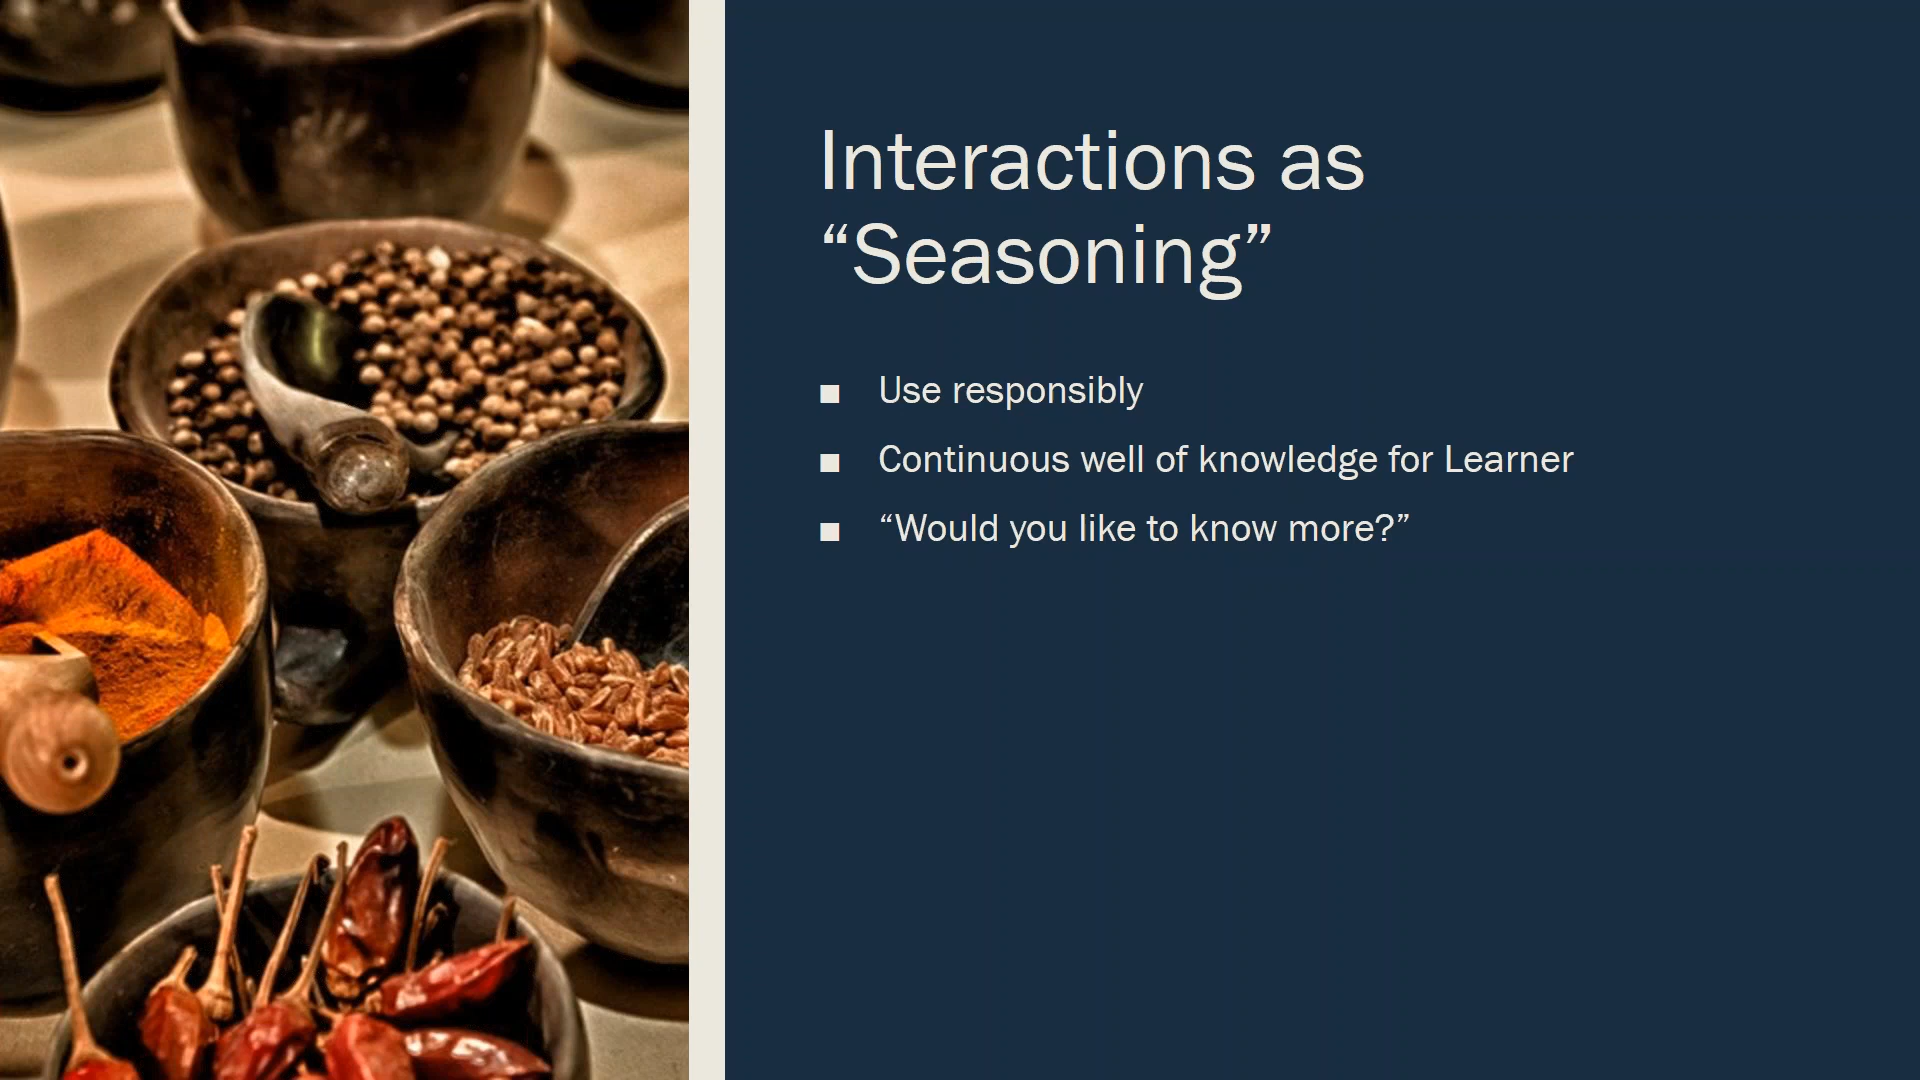 Interactions as
“Seasoning”
■ Use responsibly
■ Continuous well of knowledge for Learner
■ “Would you like to know more?”